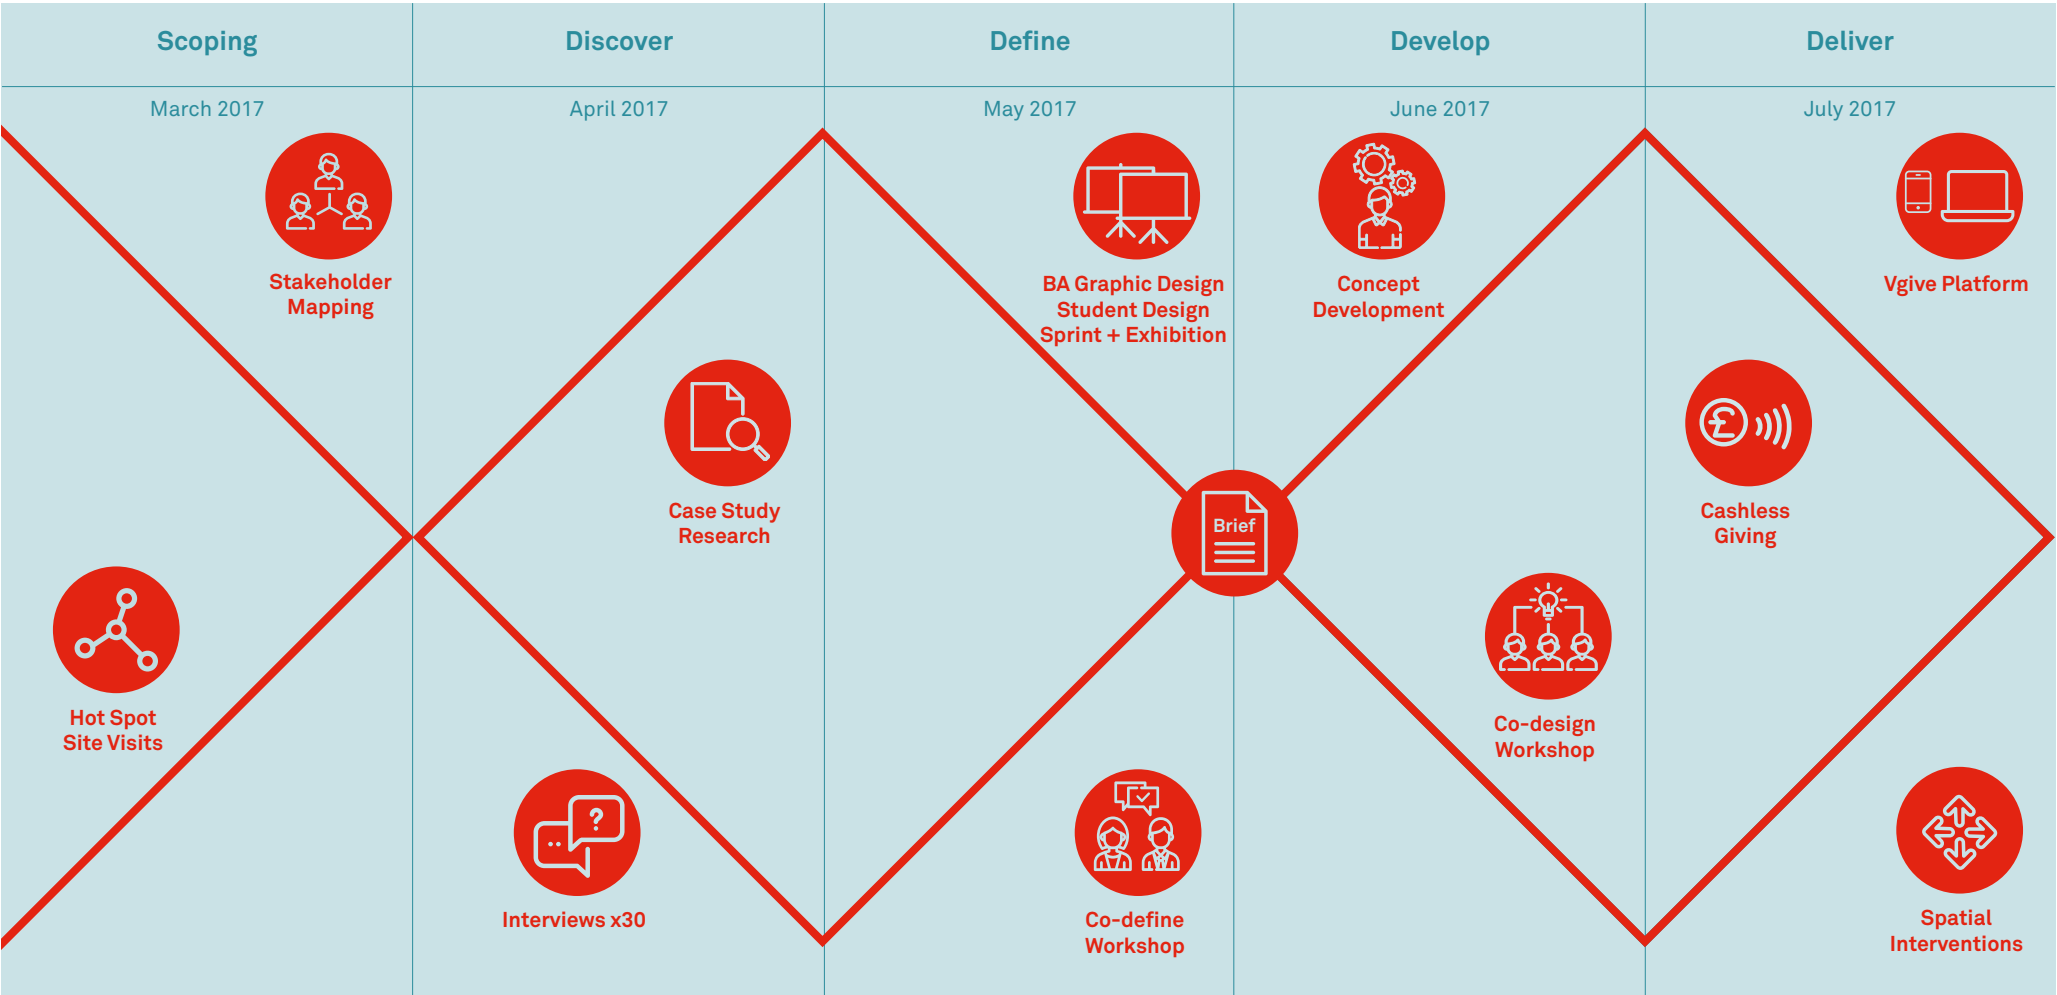 Scoping
Discover
Define
Develop
Deliver
March 2017
April 2017
May 2017
June 2017
July 2017
Stakeholder
Mapping
Hot Spot
Site Visits
Case Study
Research
Interviews x30
BA Graphic Design
Student Design
Sprint + Exhibition
Brief
Co-define
Workshop
Concept
Development
Co-design
Workshop
Vgive Platform
£
Cashless
Giving
Spatial
Interventions
?